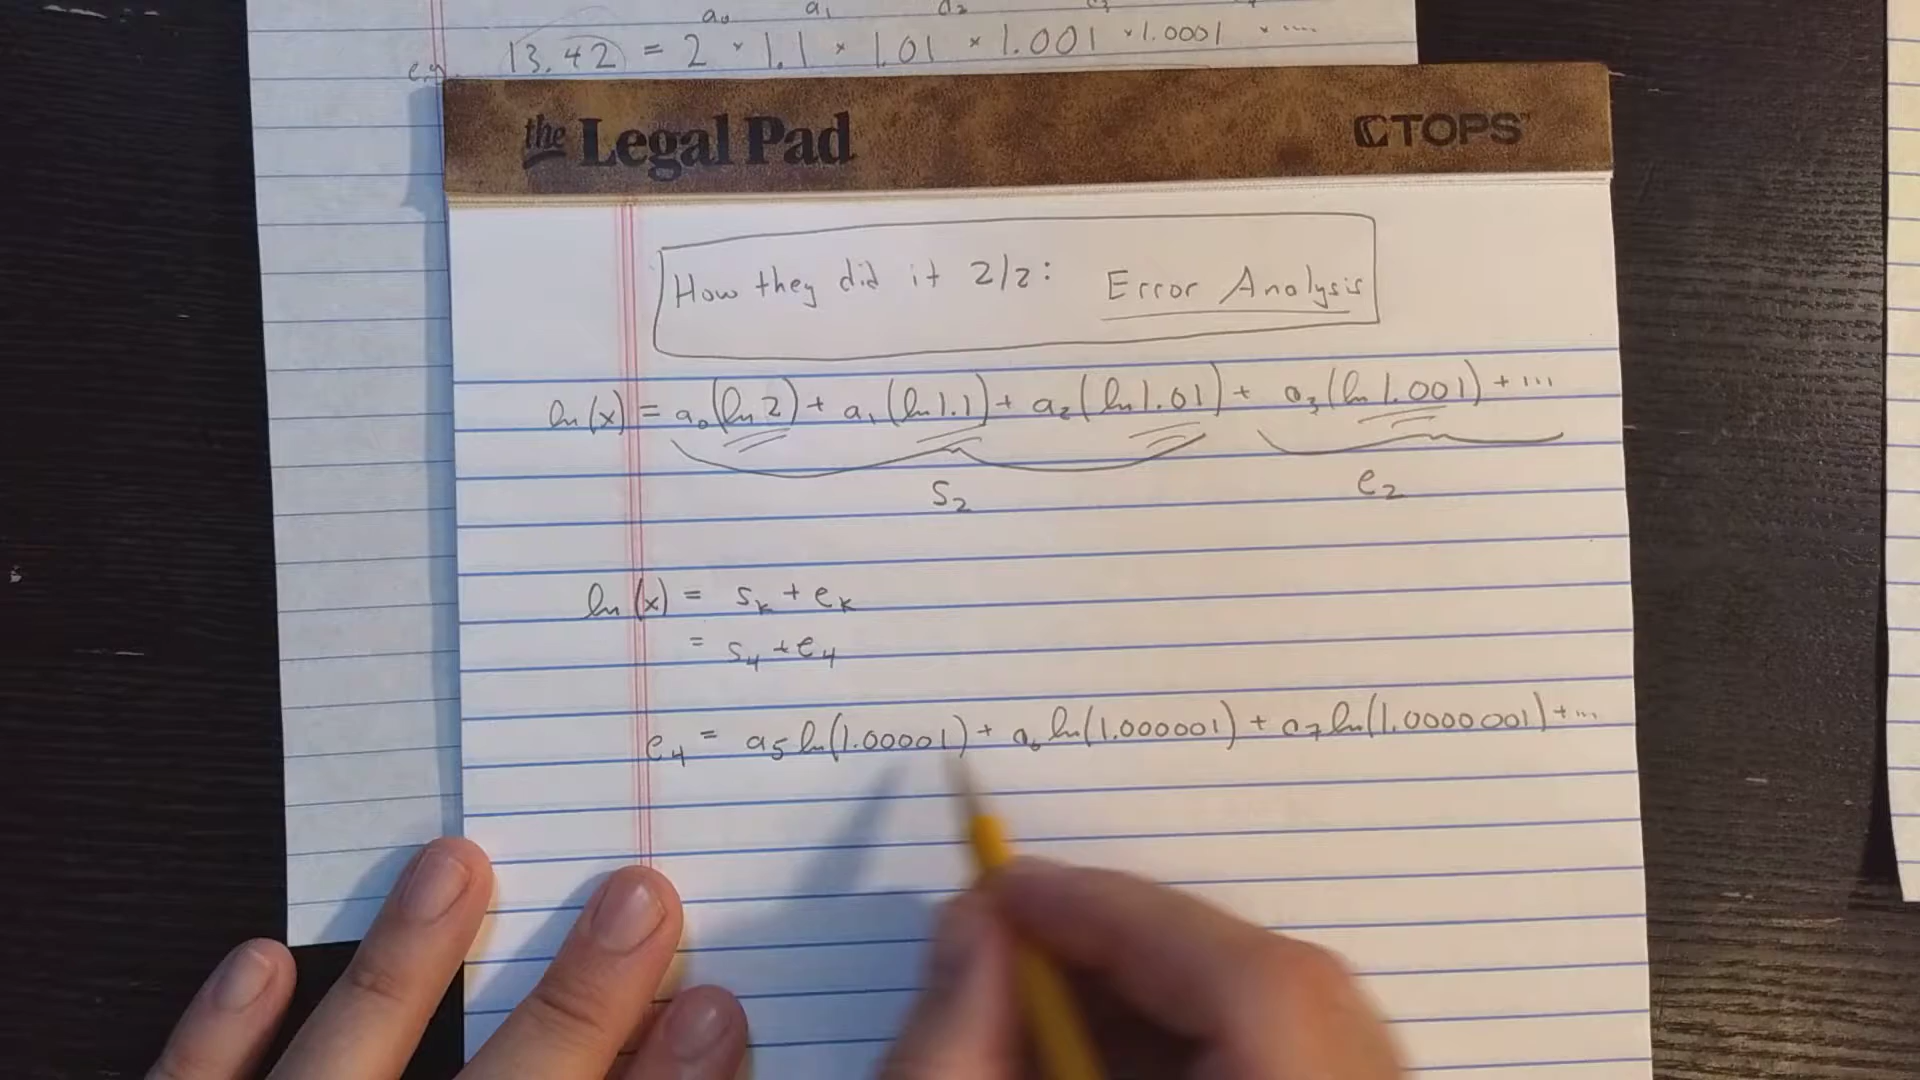 a₀ a₁ a₂
e.g. 13.42 = 2 × 1.1 × 1.01 × 1.001 × 1.0001 × ....
the Legal Pad TOPS
How they did it 2/2: Error Analysis
ln(x) = a₀(ln 2) + a₁(ln 1.1) + a₂(ln 1.01) + a₃(ln 1.001) + ...
s₂ e₂
ln(x) = sₖ + eₖ
= s₄ + e₄
e₄ = a₅ ln(1.00001) + a₆ ln(1.000001) + a₇ ln(1.0000001) + ...